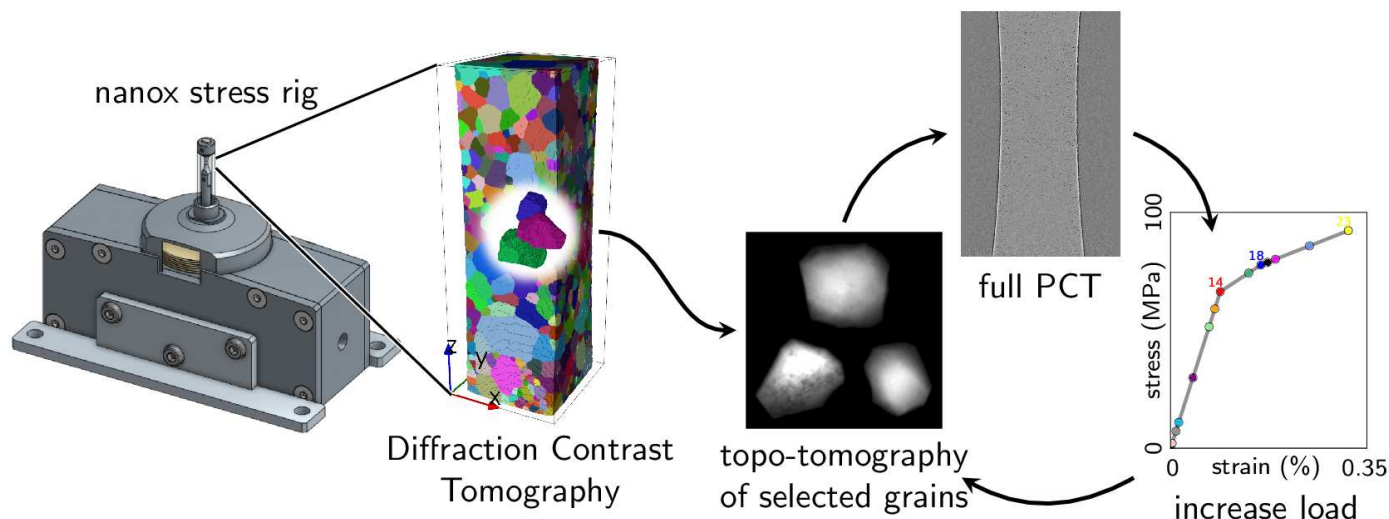 nanox stress rig
z
y
x
Diffraction Contrast
Tomography
topo-tomography
of selected grains
full PCT
100
23
18
14
stress (MPa)
0
0
strain (%)
0.35
increase load